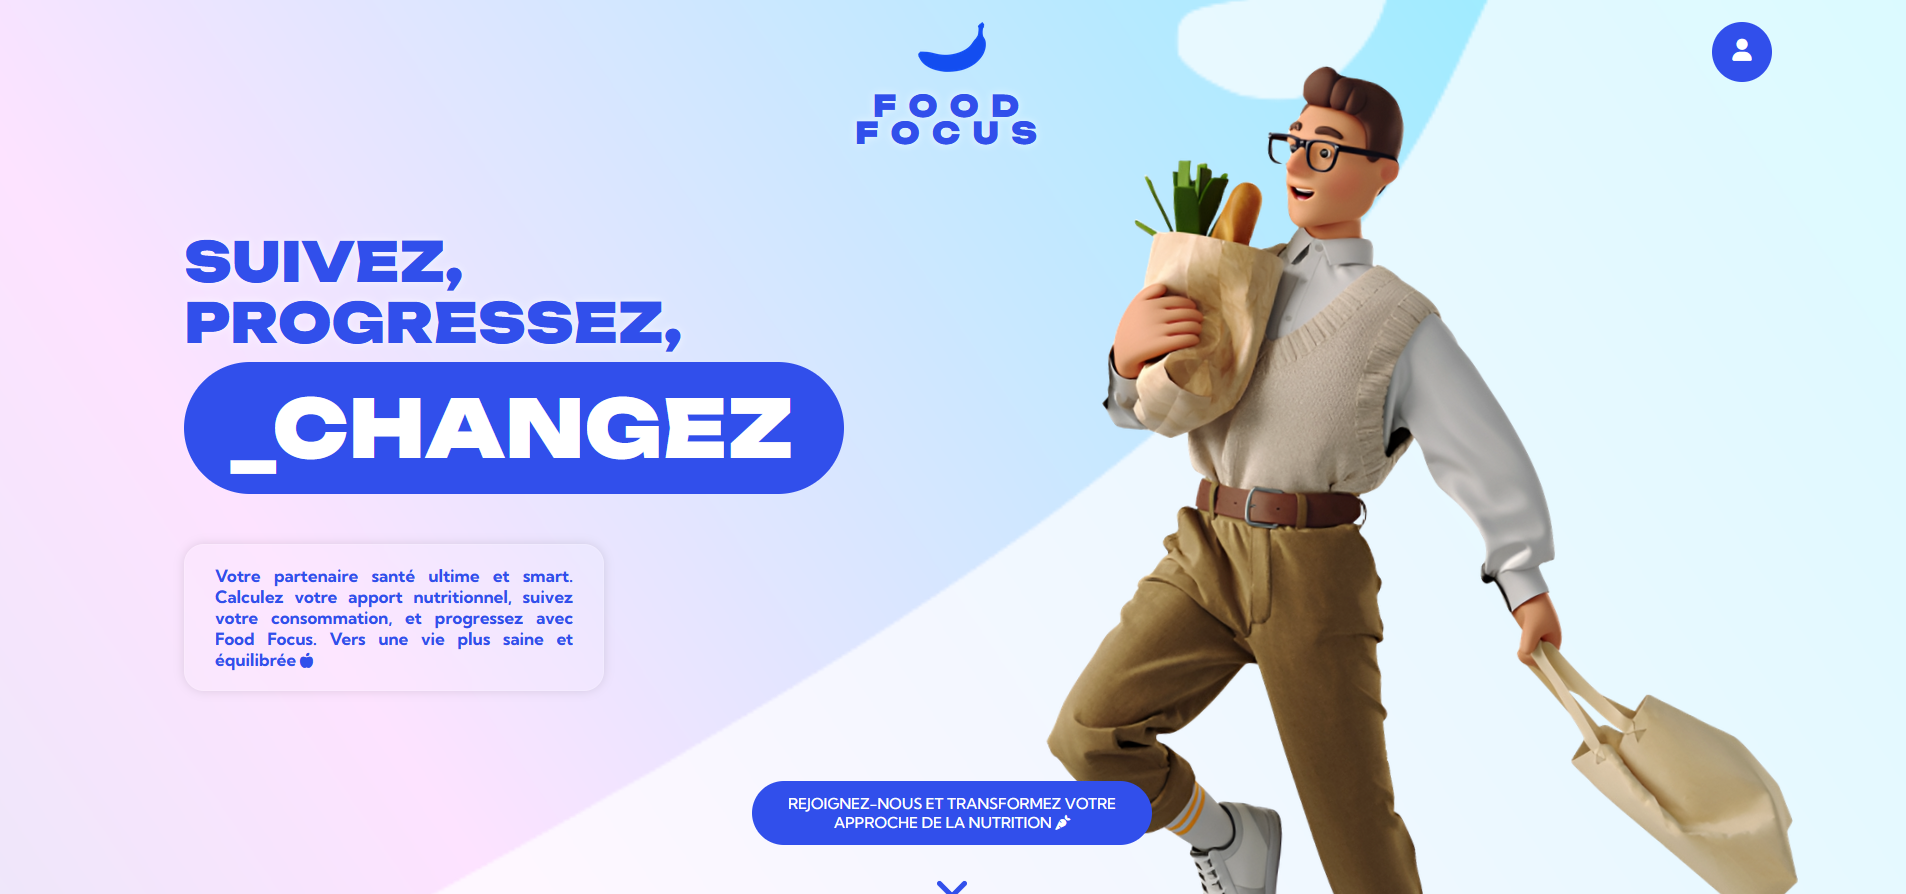 FOOD
FOCUS
SUIVEZ,
PROGRESSEZ,
_CHANGEZ
Votre partenaire santé ultime et smart.
Calculez votre apport nutritionnel, suivez
votre consommation, et progressez avec
Food Focus. Vers une vie plus saine et
équilibrée
REJOIGNEZ-NOUS ET TRANSFORMEZ VOTRE
APPROCHE DE LA NUTRITION